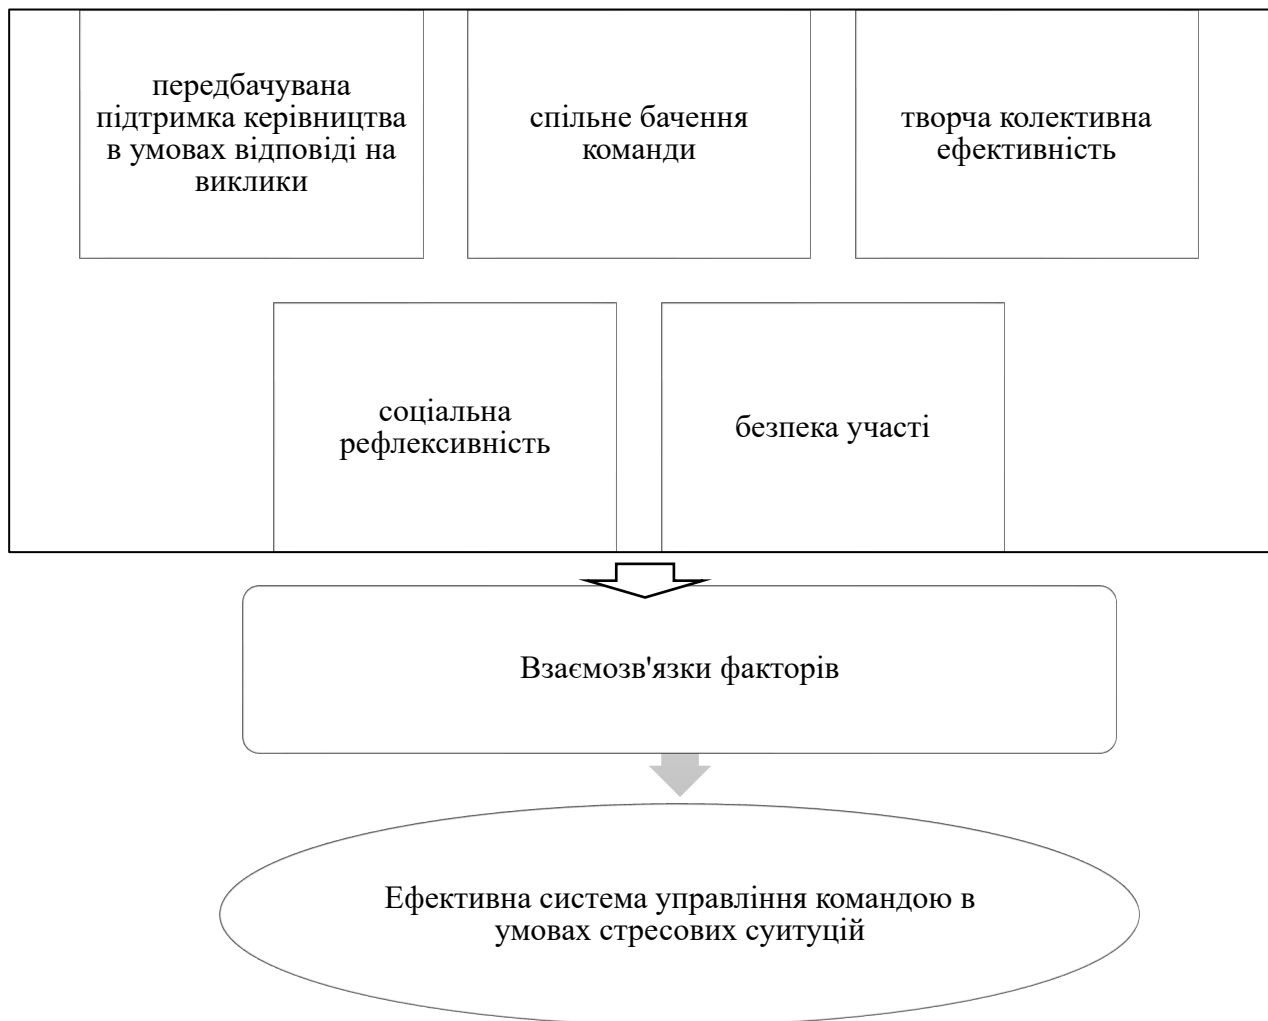 передбачувана
підтримка керівництва
в умовах відповіді на
виклики
спільне бачення
команди
творча колективна
ефективність
соціальна
рефлексивність
безпека участі
Взаємозв'язки факторів
Ефективна система управління командою в
умовах стресових суитуцій